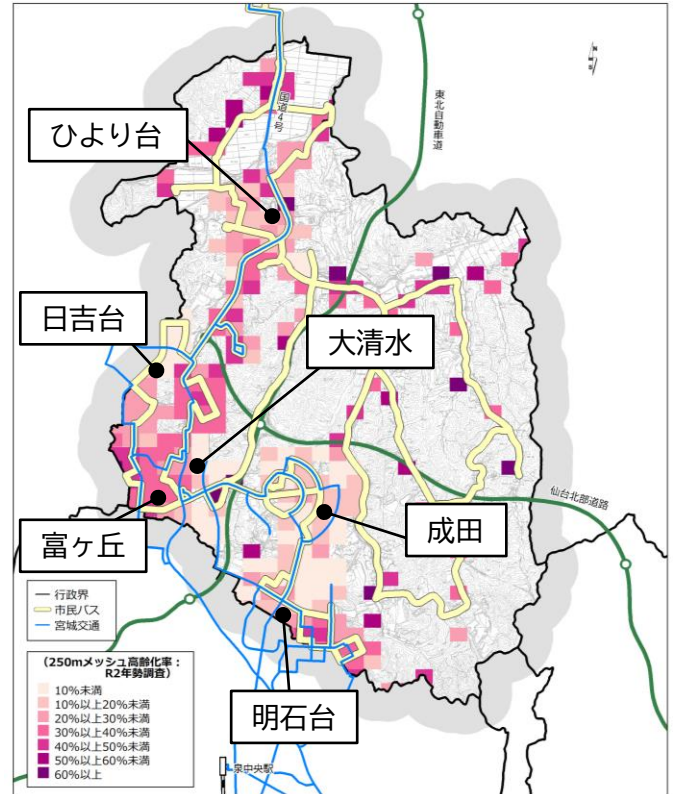 国道4号
東北自動車道
ひより台
日吉台
大清水
富ヶ丘
成田
仙台北部道路
明石台
行政界
市民バス
宮城交通
(250mメッシュ高齢化率:
R2年勢調査)
10%未満
10%以上20%未満
20%以上30%未満
30%以上40%未満
40%以上50%未満
50%以上60%未満
60%以上
泉中央駅